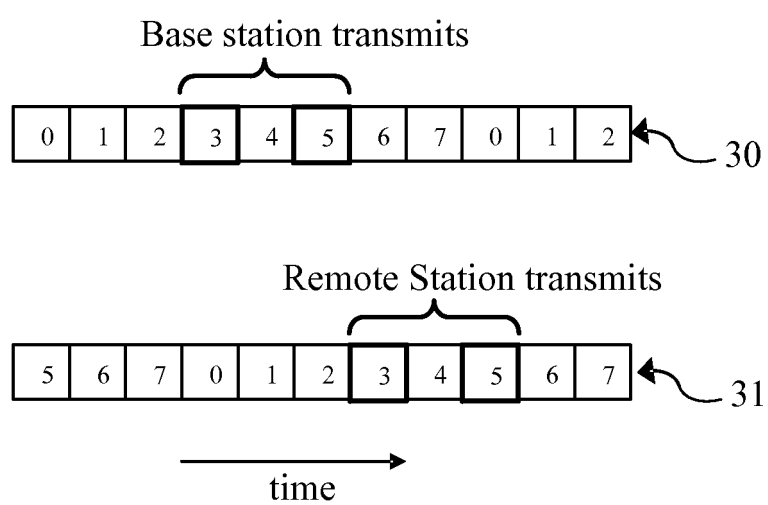 Base station transmits
0 1 2 3 4 5 6 7 0 1 2
30
Remote Station transmits
5 6 7 0 1 2 3 4 5 6 7
31
time